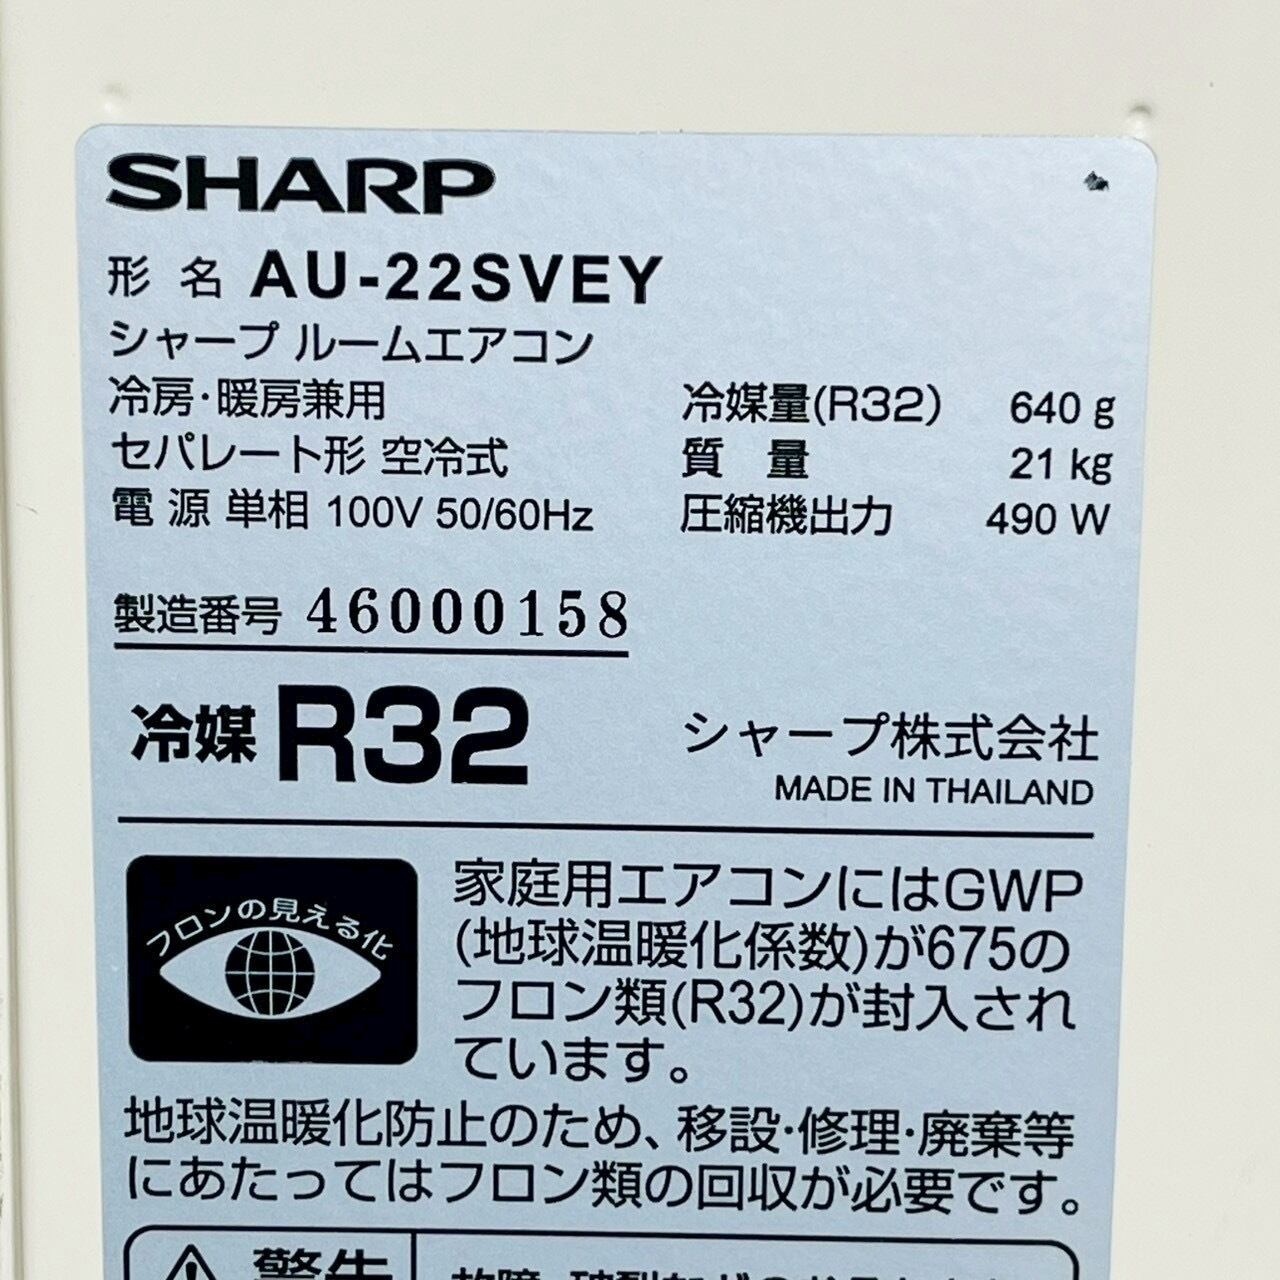 SHARP
形 名 AU-22SVEY
シャープ ルームエアコン
冷房・暖房兼用
セパレート形 空冷式
電 源 単相 100V 50/60Hz
冷媒量(R32) 640 g
質 量 21 kg
圧縮機出力 490 W
製造番号 46000158
冷媒 R32
シャープ株式会社
MADE IN THAILAND
フロンの見える化
家庭用エアコンにはGWP
(地球温暖化係数)が675の
フロン類(R32)が封入され
ています。
地球温暖化防止のため、移設・修理・廃棄等
にあたってはフロン類の回収が必要です。
警告